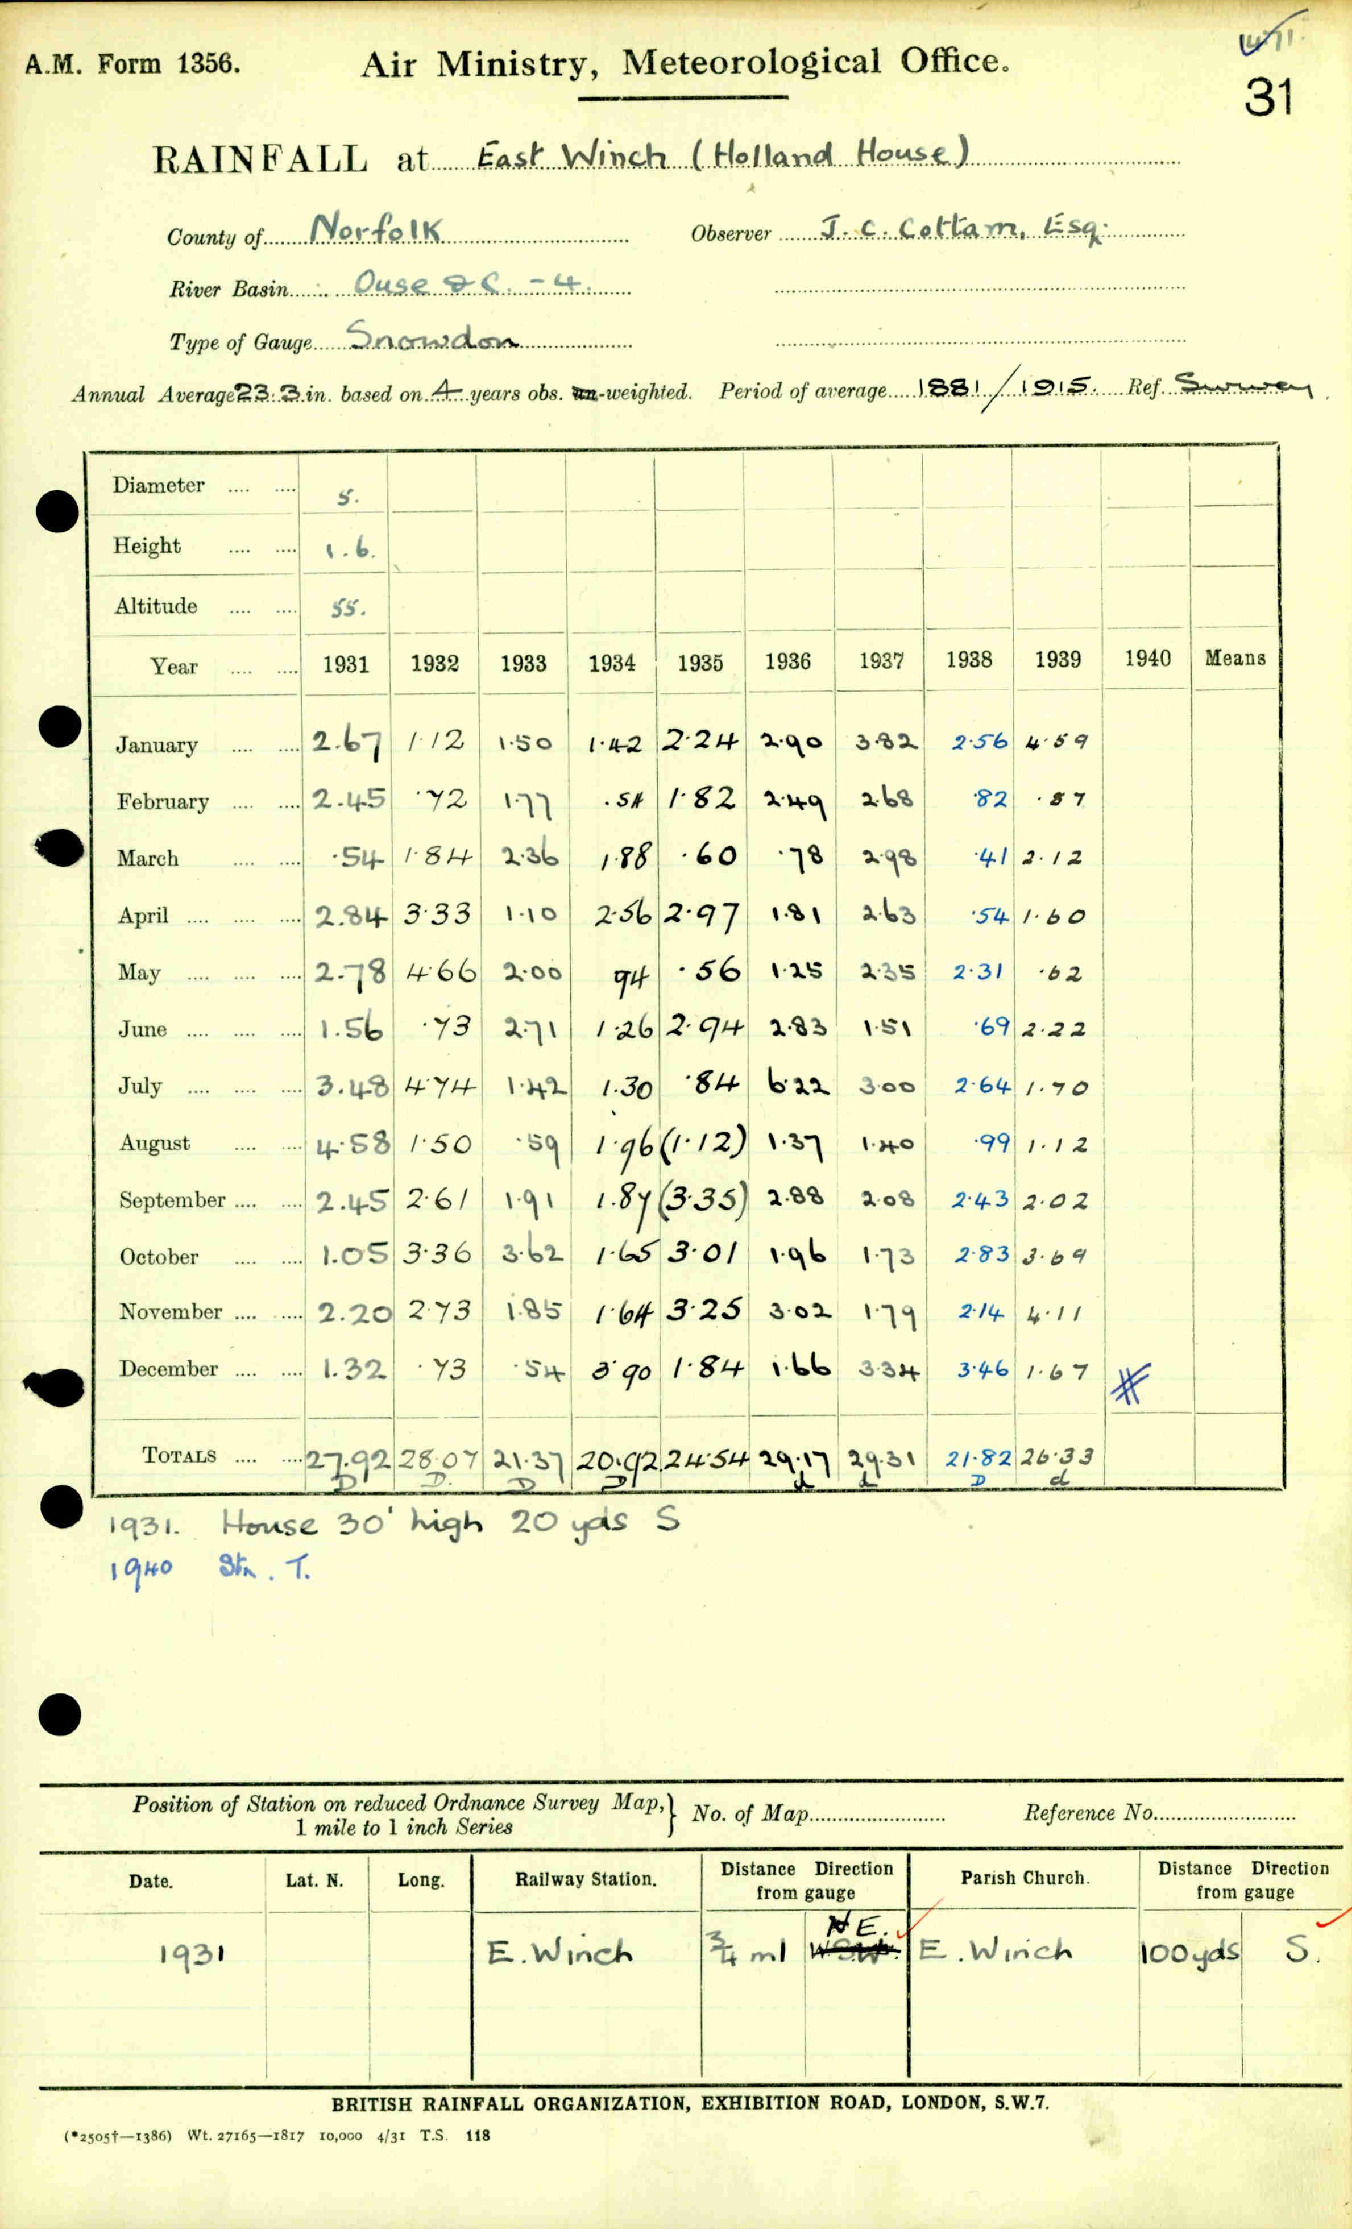 14/11.
31
A.M. Form 1356. Air Ministry, Meteorological Office.
RAINFALL at East Winch (Holland House)
County of Norfolk Observer J. C. Cottam, Esq.
River Basin Ouse &c. -4.
Type of Gauge Snowdon
Annual Average 23.3 in. based on 4 years obs. un-weighted. Period of average 1881/1915. Ref. Survey
Diameter .... .... 5.
Height .... .... 1.6.
Altitude .... .... 55.
Year .... .... 1931 1932 1933 1934 1935 1936 1937 1938 1939 1940 Means
January .... .... 2.67 1.12 1.50 1.42 2.24 2.90 3.82 2.56 4.59
February .... .... 2.45 .72 1.77 .54 1.82 2.49 2.68 .82 .87
March .... .... .54 1.84 2.36 1.88 .60 .78 2.98 .41 2.12
April .... .... .... 2.84 3.33 1.10 2.56 2.97 1.81 2.63 .54 1.60
May .... .... .... 2.78 4.66 2.00 94 .56 1.25 2.35 2.31 .62
June .... .... .... 1.56 .73 2.71 1.26 2.94 2.83 1.51 .69 2.22
July .... .... .... 3.48 4.74 1.42 1.30 .84 6.22 3.00 2.64 1.70
August .... .... 4.58 1.50 .59 1.96 (1.12) 1.37 1.40 .99 1.12
September .... .... 2.45 2.61 1.91 1.87 (3.35) 2.88 2.08 2.43 2.02
October .... .... 1.05 3.36 3.62 1.65 3.01 1.96 1.73 2.83 3.69
November .... .... 2.20 2.73 1.85 1.64 3.25 3.02 1.79 2.14 4.11
December .... .... 1.32 .73 .54 3.90 1.84 1.66 3.34 3.46 1.67 #
TOTALS .... .... 27.92 28.07 21.37 20.92 24.54 29.17 29.31 21.82 26.33
D D. D D d d D d
1931. House 30' high 20 yds S
1940 Stn. T.
Position of Station on reduced Ordnance Survey Map, 1 mile to 1 inch Series } No. of Map Reference No.
Date. Lat. N. Long. Railway Station. Distance Direction from gauge Parish Church. Distance Direction from gauge
NE.
1931 E. Winch 3/4 ml W.S.W. E. Winch 100 yds S.
BRITISH RAINFALL ORGANIZATION, EXHIBITION ROAD, LONDON, S.W.7.
(*2505†—1386) Wt. 27165—1817 10,000 4/31 T.S. 118